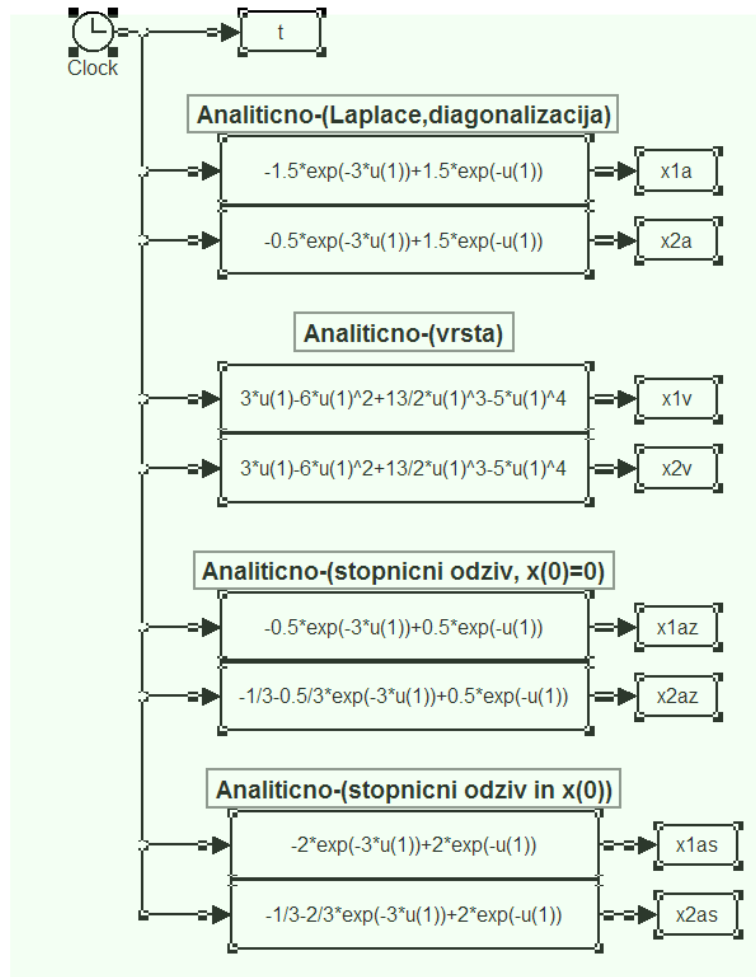 t
Clock
Analiticno-(Laplace,diagonalizacija)
-1.5*exp(-3*u(1))+1.5*exp(-u(1))
x1a
-0.5*exp(-3*u(1))+1.5*exp(-u(1))
x2a
Analiticno-(vrsta)
3*u(1)-6*u(1)^2+13/2*u(1)^3-5*u(1)^4
x1v
3*u(1)-6*u(1)^2+13/2*u(1)^3-5*u(1)^4
x2v
Analiticno-(stopnicni odziv, x(0)=0)
-0.5*exp(-3*u(1))+0.5*exp(-u(1))
x1az
-1/3-0.5/3*exp(-3*u(1))+0.5*exp(-u(1))
x2az
Analiticno-(stopnicni odziv in x(0))
-2*exp(-3*u(1))+2*exp(-u(1))
x1as
-1/3-2/3*exp(-3*u(1))+2*exp(-u(1))
x2as